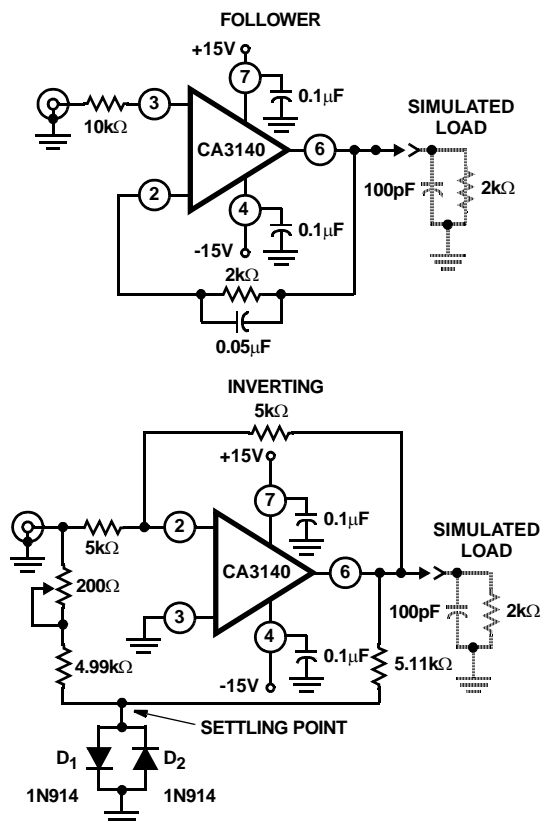 FOLLOWER
+15V
7
0.1µF
3
10kΩ
CA3140
6
SIMULATED
LOAD
100pF
2kΩ
2
4
0.1µF
-15V
2kΩ
0.05µF
INVERTING
5kΩ
+15V
7
0.1µF
5kΩ
2
200Ω
CA3140
6
SIMULATED
LOAD
100pF
2kΩ
3
4
0.1µF
-15V
4.99kΩ
5.11kΩ
SETTLING POINT
D1
D2
1N914
1N914